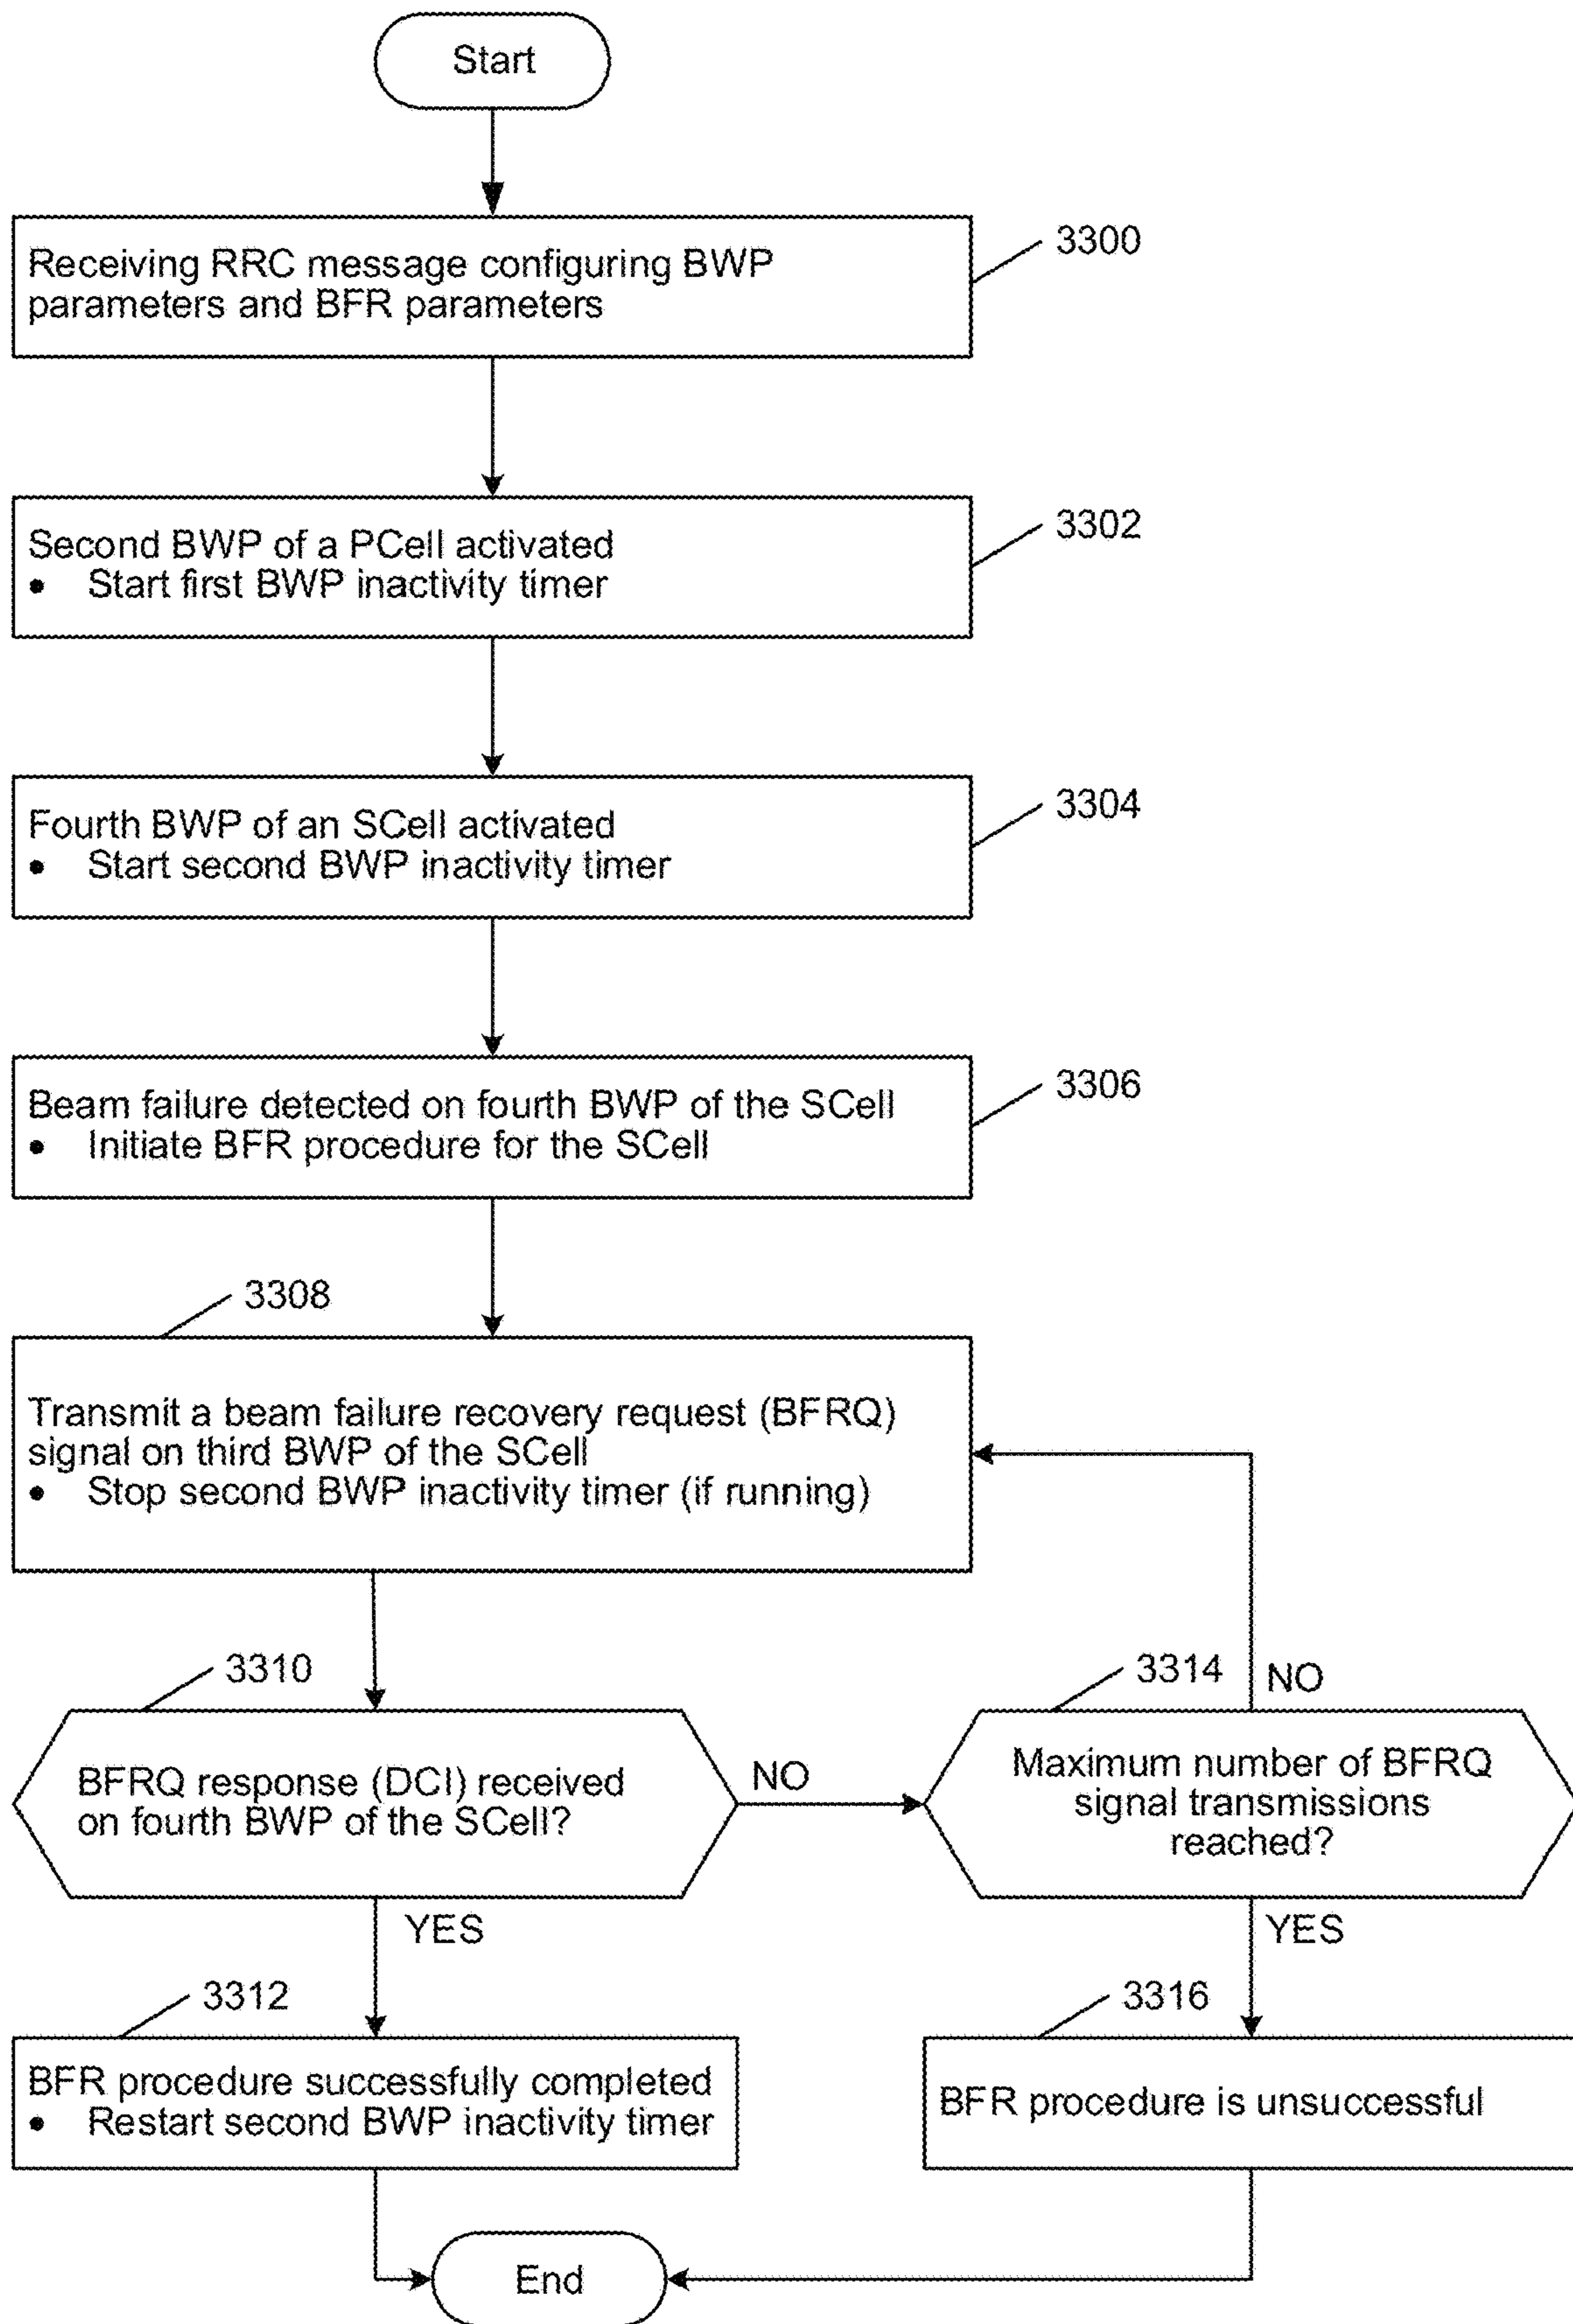 Start
3300
Receiving RRC message configuring BWP
parameters and BFR parameters
3302
Second BWP of a PCell activated
• Start first BWP inactivity timer
3304
Fourth BWP of an SCell activated
• Start second BWP inactivity timer
3306
Beam failure detected on fourth BWP of the SCell
• Initiate BFR procedure for the SCell
3308
Transmit a beam failure recovery request (BFRQ)
signal on third BWP of the SCell
• Stop second BWP inactivity timer (if running)
3310
BFRQ response (DCI) received
on fourth BWP of the SCell?
NO
3314
NO
Maximum number of BFRQ
signal transmissions
reached?
YES
YES
3312
BFR procedure successfully completed
• Restart second BWP inactivity timer
3316
BFR procedure is unsuccessful
End